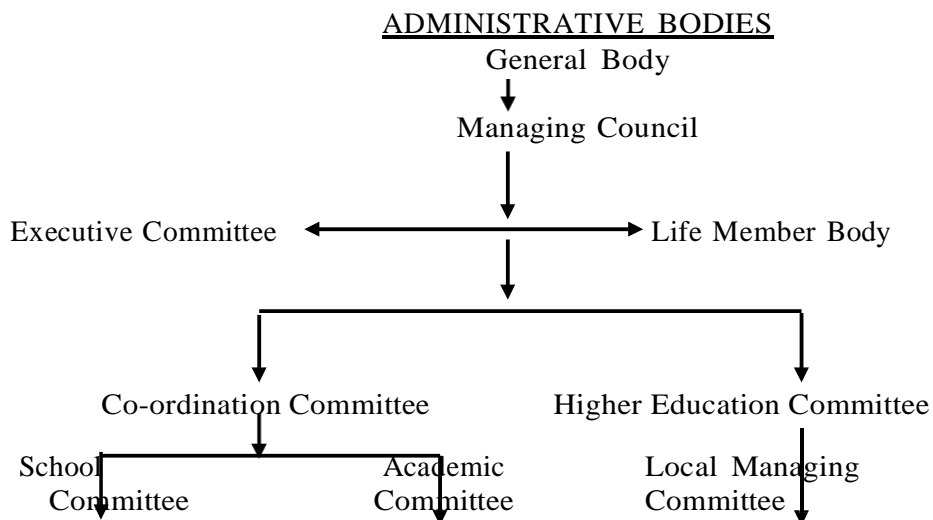 ADMINISTRATIVE BODIES
General Body
Managing Council
Executive Committee
Life Member Body
Co-ordination Committee
Higher Education Committee
School
Committee
Academic
Committee
Local Managing
Committee